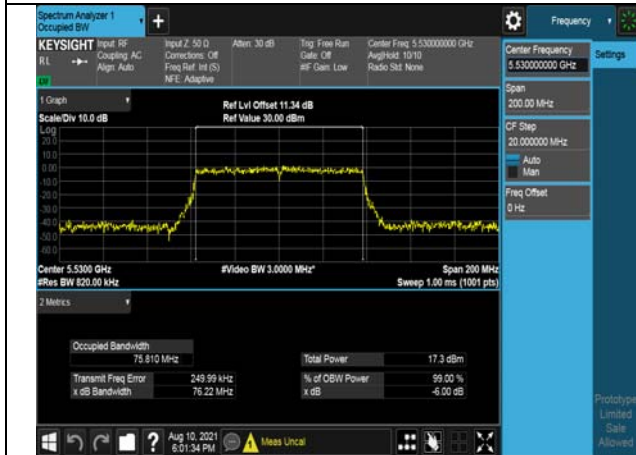 Spectrum Analyzer 1
Occupied BW
+
Frequency
KEYSIGHT
RL
Input: RF
Coupling: AC
Align: Auto
Input Z: 50 Ω
Corrections: Off
Freq Ref: Int (S)
NFE: Adaptive
Atten: 30 dB
Trig: Free Run
Gate: Off
#IF Gain: Low
Center Freq: 5.530000000 GHz
Avg|Hold: 10/10
Radio Std: None
Center Frequency
5.530000000 GHz
Settings
Span
200.00 MHz
CF Step
20.000000 MHz
Auto
Man
Freq Offset
0 Hz
1 Graph
Scale/Div 10.0 dB
Ref Lvl Offset 11.34 dB
Ref Value 30.00 dBm
Log
20.0
10.0
0.00
-10.0
-20.0
-30.0
-40.0
-50.0
-60.0
Center 5.5300 GHz
#Res BW 820.00 kHz
#Video BW 3.0000 MHz*
Span 200 MHz
Sweep 1.00 ms (1001 pts)
2 Metrics
Occupied Bandwidth
75.810 MHz
Total Power 17.3 dBm
Transmit Freq Error 249.99 kHz
% of OBW Power 99.00 %
x dB Bandwidth 76.22 MHz
x dB -6.00 dB
Prototype
Limited
Sale
Allowed
?
Aug 10, 2021
6:01:34 PM
Meas Uncal